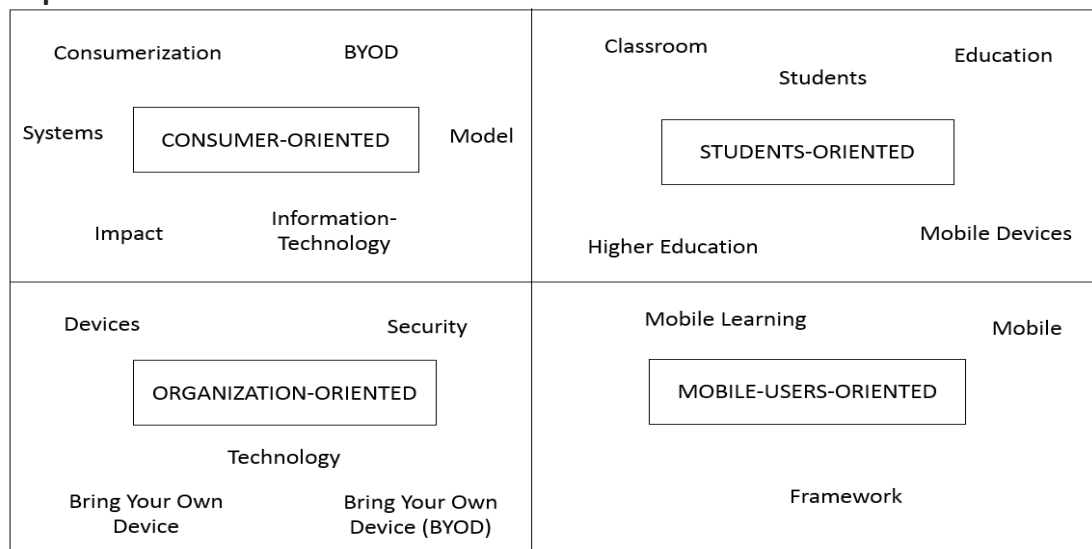 Consumerization
BYOD
Systems
CONSUMER-ORIENTED
Model
Impact
Information-
Technology
Classroom
Students
Education
STUDENTS-ORIENTED
Higher Education
Mobile Devices
Devices
Security
ORGANIZATION-ORIENTED
Technology
Bring Your Own
Device
Bring Your Own
Device (BYOD)
Mobile Learning
Mobile
MOBILE-USERS-ORIENTED
Framework